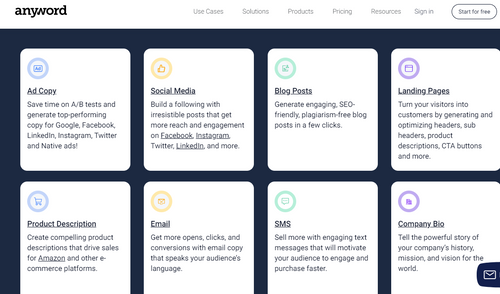 anyword
Use Cases
Solutions
Products
Pricing
Resources
Sign in
Start for free
Ad
Ad Copy
Save time on A/B tests and
generate top-performing
copy for Google, Facebook,
LinkedIn, Instagram, Twitter
and Native ads!
Social Media
Build a following with
irresistible posts that get
more reach and engagement
on Facebook, Instagram,
Twitter, LinkedIn, and more.
Blog Posts
Generate engaging, SEO-
friendly, plagiarism-free blog
posts in a few clicks.
Landing Pages
Turn your visitors into
customers by generating and
optimizing headers, sub
headers, product
descriptions, CTA buttons
and more.
Product Description
Create compelling product
descriptions that drive sales
for Amazon and other e-
commerce platforms.
Email
Get more opens, clicks, and
conversions with email copy
that speaks your audience's
language.
SMS
Sell more with engaging text
messages that will motivate
your audience to engage and
purchase faster.
Company Bio
Tell the powerful story of
your company's history,
mission, and vision for the
world.